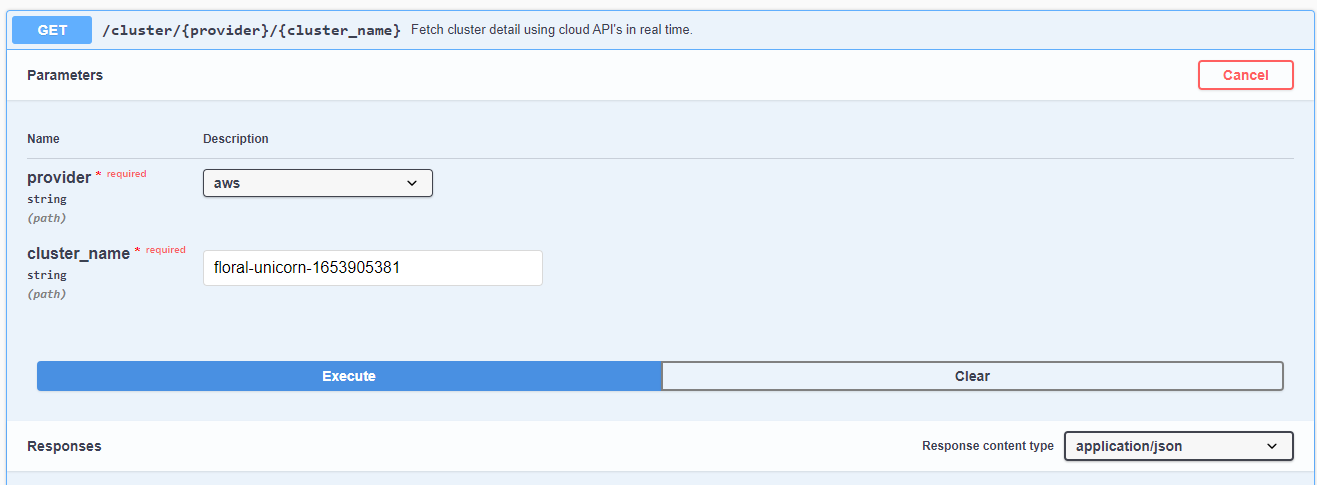 GET /cluster/{provider}/{cluster_name} Fetch cluster detail using cloud API's in real time.
Parameters Cancel
Name Description
provider * required aws
string
(path)
cluster_name * required floral-unicorn-1653905381
string
(path)
Execute Clear
Responses Response content type application/json